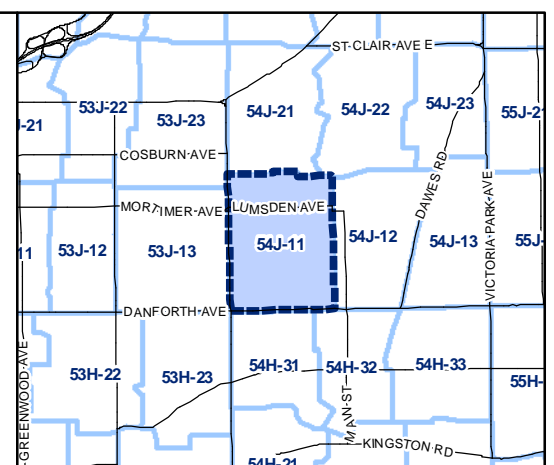 ST CLAIR AVE E
53J-22
54J-21
54J-22
54J-23
55J-21
J-21
53J-23
COSBURN AVE
DAWES RD
VICTORIA PARK AVE
MORTIMER AVE
LUMSDEN AVE
11
53J-12
53J-13
54J-11
54J-12
54J-13
55J-
DANFORTH AVE
GREENWOOD AVE
53H-22
53H-23
54H-31
54H-32
54H-33
55H-
MAIN ST
KINGSTON RD
54H-21